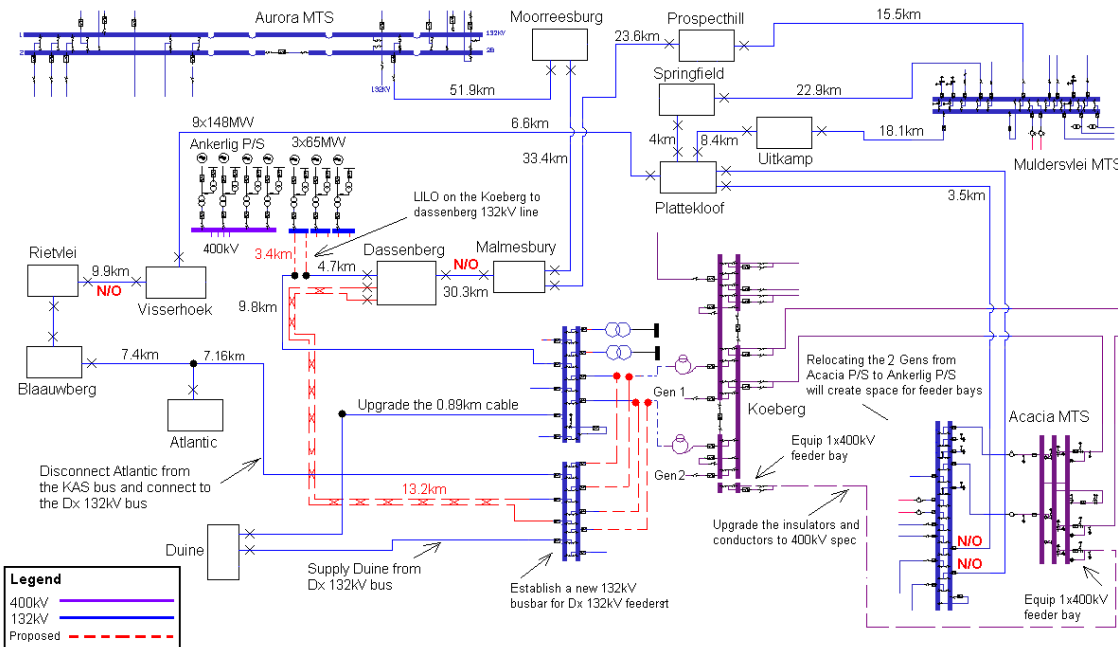 Aurora MTS
1
132kV
2
2B
132kV
51.9km
Moorreesburg
23.6km
Prospecthill
15.5km
Springfield
22.9km
4km
8.4km
Uitkamp
18.1km
Muldersvlei MTS
9x148MW
6.6km
33.4km
Plattekloof
3.5km
Ankerlig P/S
3x65MW
400kV
LILO on the Koeberg to
dassenberg 132kV line
3.4km
Rietvlei
9.9km
N/O
Visserhoek
4.7km
Dassenberg
N/O
30.3km
Malmesbury
9.8km
Blaauwberg
7.4km
7.16km
Atlantic
Upgrade the 0.89km cable
Gen 1
Koeberg
Gen2
Relocating the 2 Gens from
Acacia P/S to Ankerlig P/S
will create space for feeder bays
Acacia MTS
Equip 1x400kV
feeder bay
Disconnect Atlantic from
the KAS bus and connect to
the Dx 132kV bus
13.2km
Upgrade the insulators and
conductors to 400kV spec
N/O
N/O
Duine
Supply Duine from
Dx 132kV bus
Establish a new 132kV
busbar for Dx 132kV feederst
Equip 1x400kV
feeder bay
Legend
400kV
132kV
Proposed